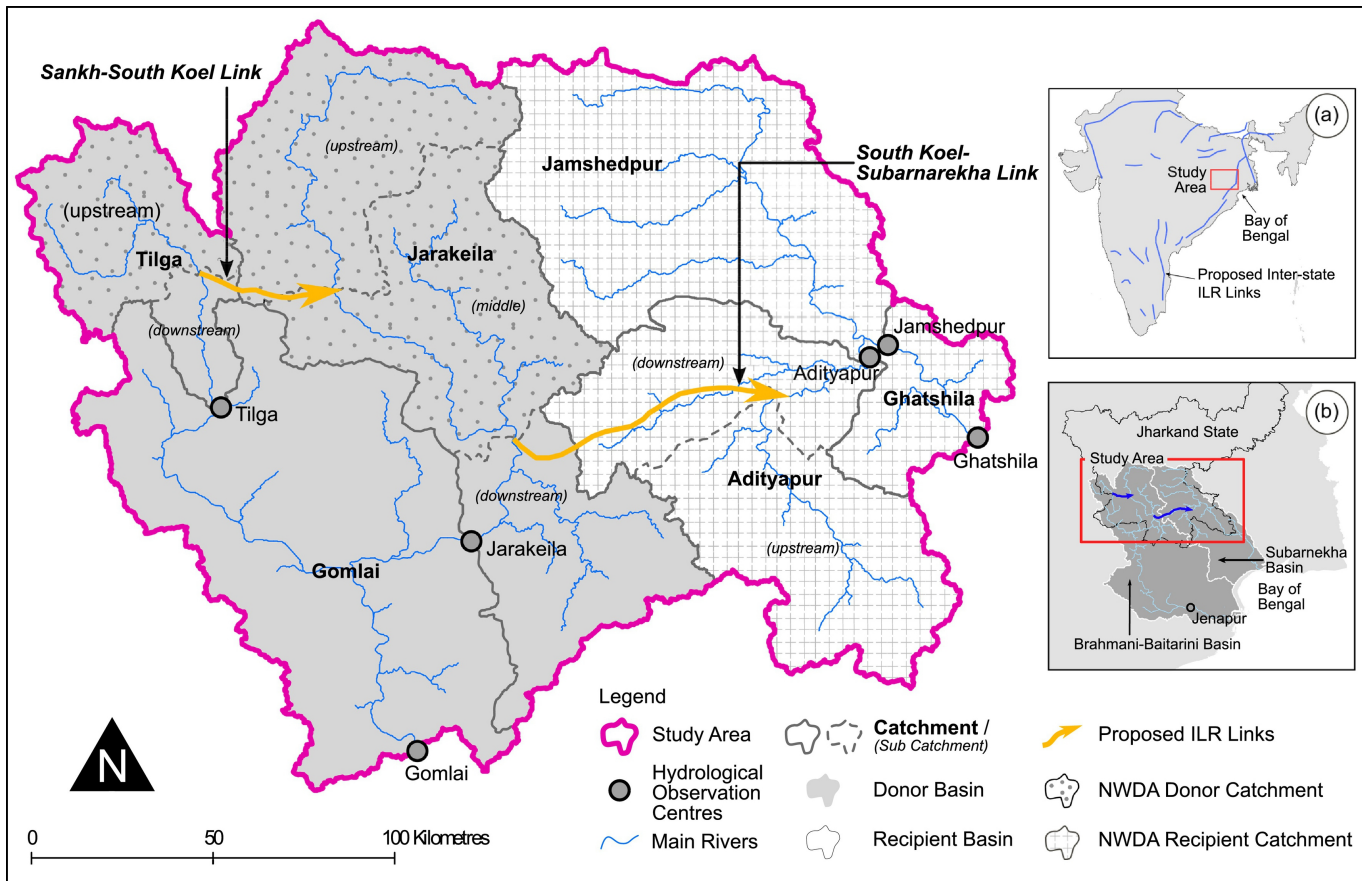 Sankh-South Koel Link
(upstream)
Jamshedpur
South Koel-
Subarnarekha Link
(upstream)
Tilga
Jarakeila
(middle)
(downstream)
Tilga
(downstream)
Jamshedpur
Adityapur
Ghatshila
Ghatshila
Adityapur
(downstream)
Jarakeila
(upstream)
Gomlai
Gomlai
N
0
50
100 Kilometres
(a)
Study
Area
Bay of
Bengal
Proposed Inter-state
ILR Links
(b)
Jharkand State
Study Area
Subarnekha
Basin
Bay of
Bengal
Jenapur
Brahmani-Baitarini Basin
Legend
Study Area
Catchment /
(Sub Catchment)
Proposed ILR Links
Hydrological
Observation
Centres
Donor Basin
NWDA Donor Catchment
Main Rivers
Recipient Basin
NWDA Recipient Catchment